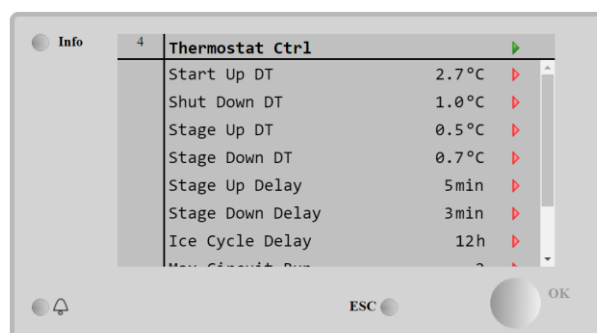 Info
4 Thermostat Ctrl
Start Up DT 2.7°C
Shut Down DT 1.0°C
Stage Up DT 0.5°C
Stage Down DT 0.7°C
Stage Up Delay 5min
Stage Down Delay 3min
Ice Cycle Delay 12h
ESC
OK